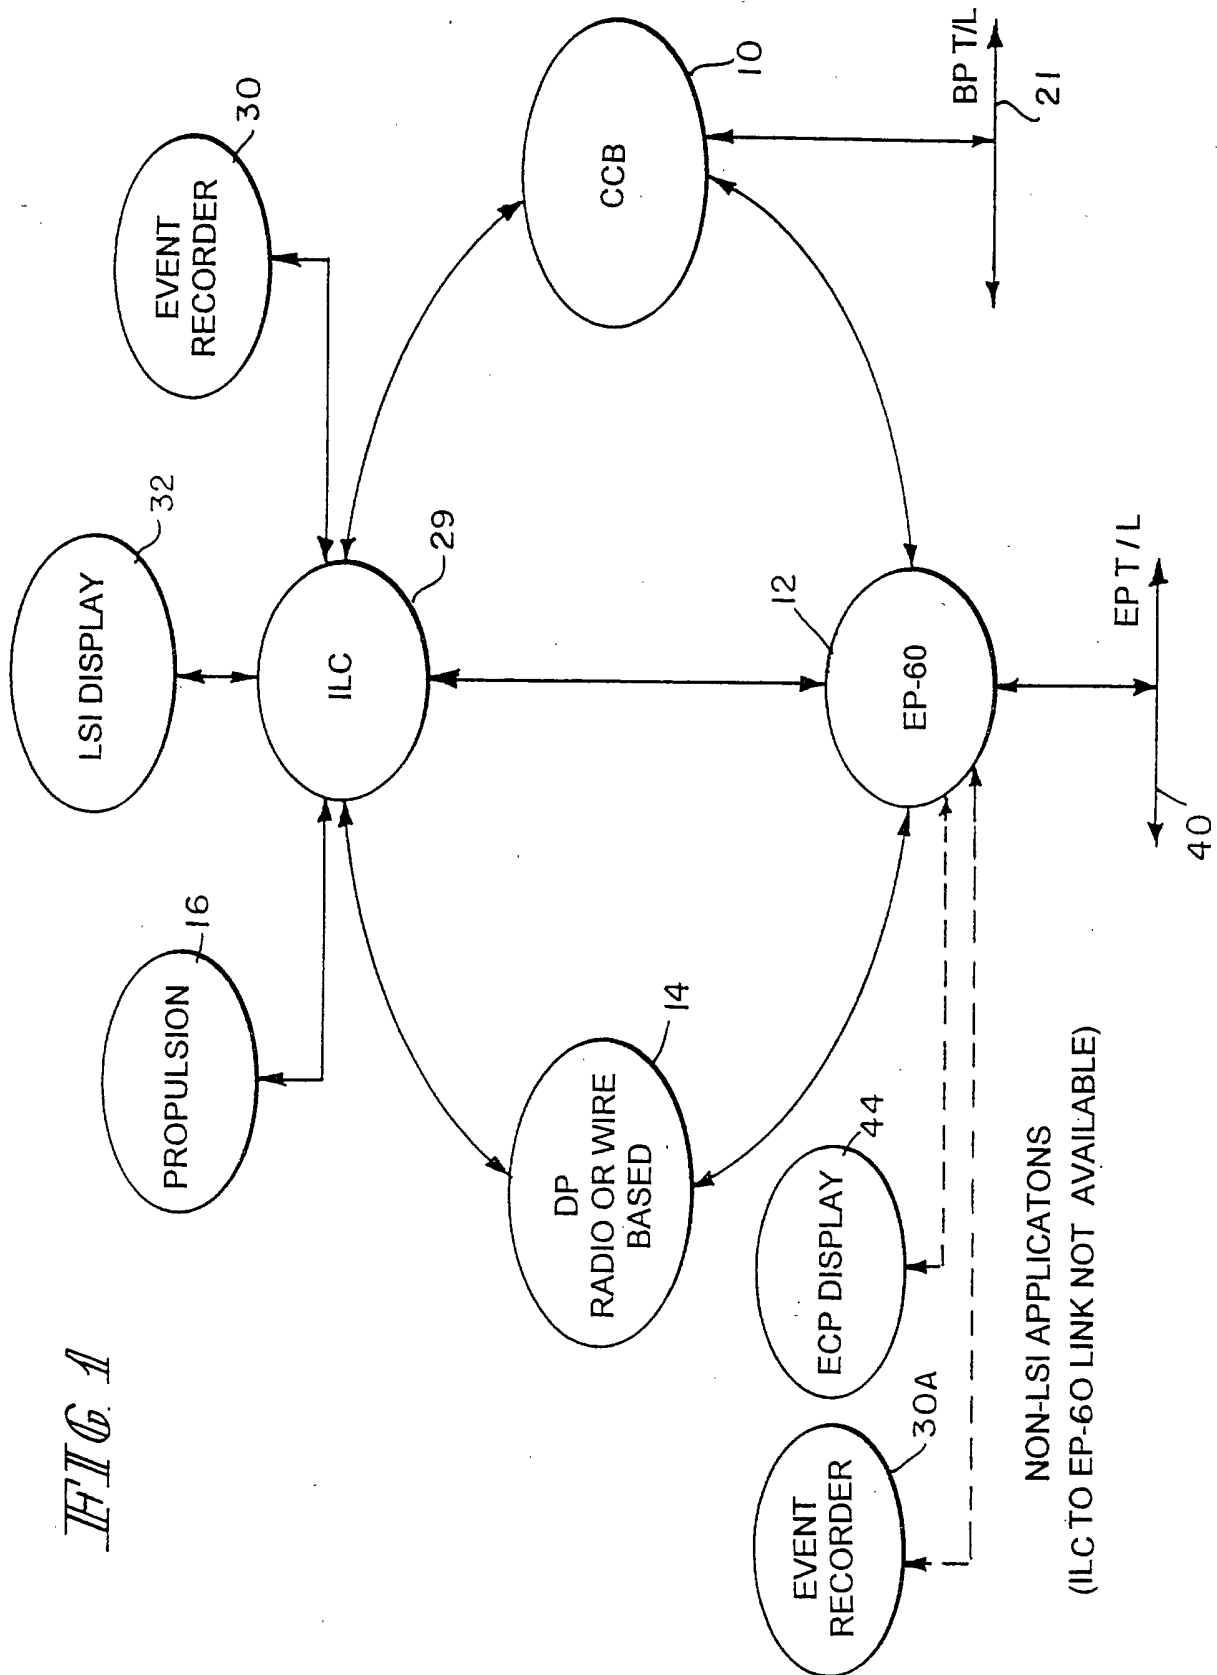 FIG. 1
PROPULSION
16
LSI DISPLAY
32
EVENT
RECORDER
30
ILC
29
DP
RADIO OR WIRE
BASED
14
CCB
10
EP-60
12
BP T/L
21
EP T/L
40
ECP DISPLAY
44
EVENT
RECORDER
30A
NON-LSI APPLICATONS
(ILC TO EP-60 LINK NOT AVAILABLE)